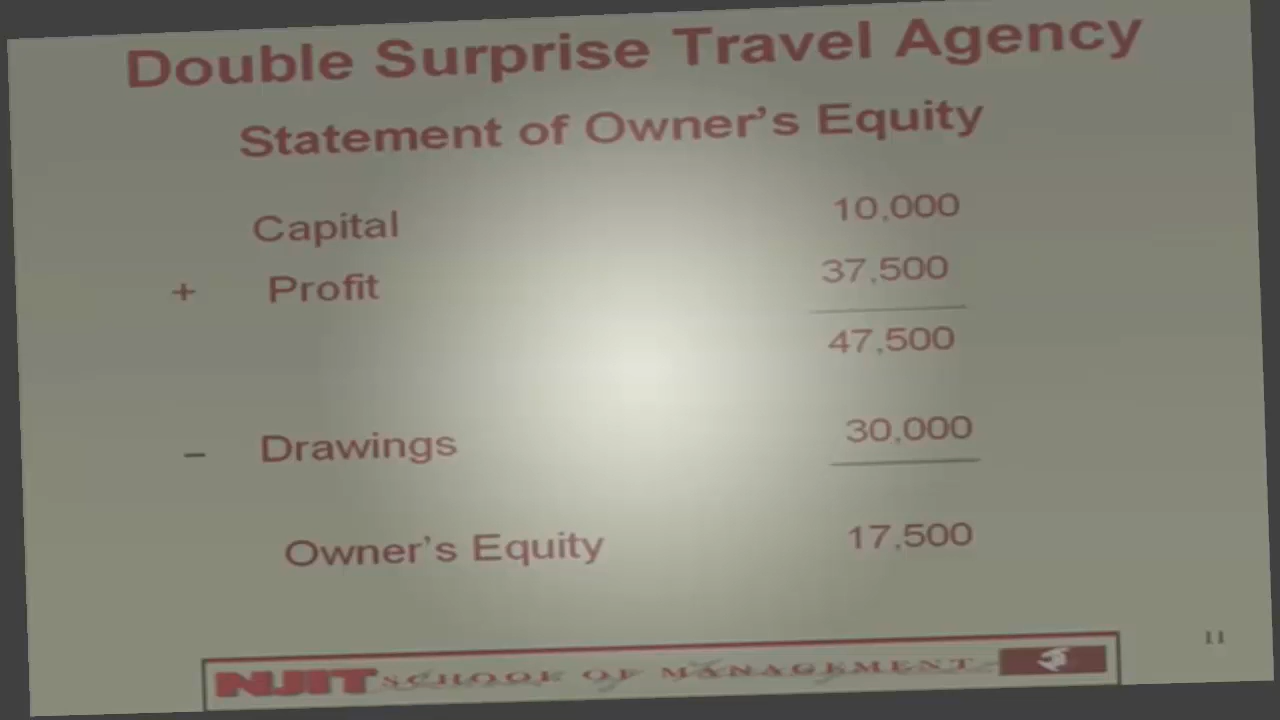 Double Surprise Travel Agency
Statement of Owner's Equity
Capital 10,000
+ Profit 37,500
47,500
– Drawings 30,000
Owner's Equity 17,500
NJIT SCHOOL OF MANAGEMENT
11